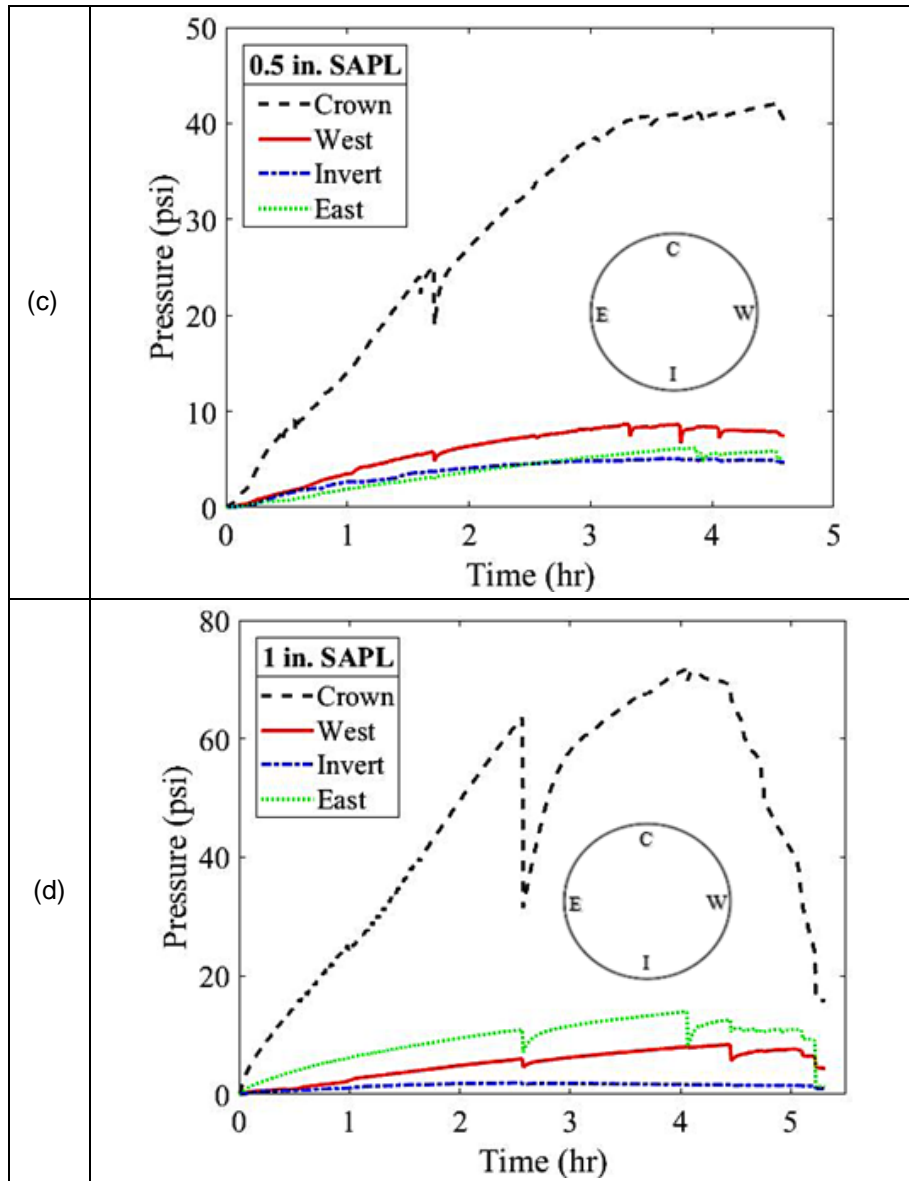 (c)
50
40
30
20
10
0
Pressure (psi)
0.5 in. SAPL
Crown
West
Invert
East
C
E
W
I
0 1 2 3 4 5
Time (hr)
(d)
80
60
40
20
0
Pressure (psi)
1 in. SAPL
Crown
West
Invert
East
C
E
W
I
0 1 2 3 4 5
Time (hr)